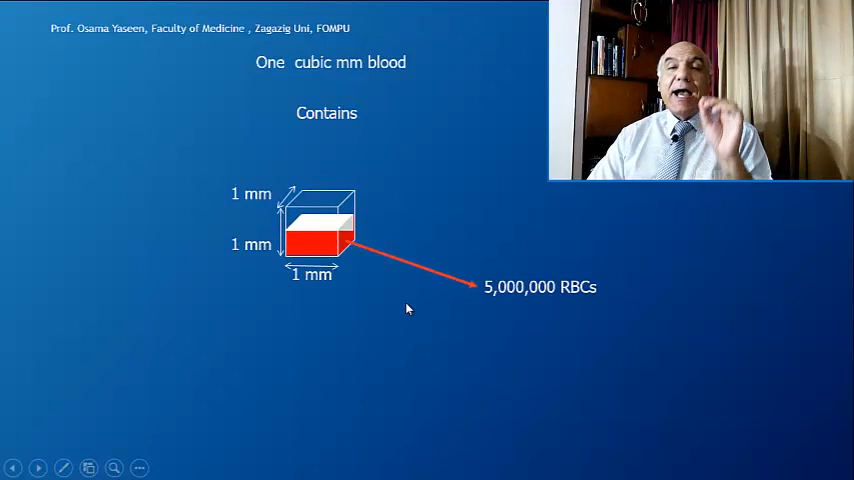 Prof. Osama Yaseen, Faculty of Medicine , Zagazig Uni, FOMPU
One cubic mm blood
Contains
1 mm
1 mm
1 mm
5,000,000 RBCs